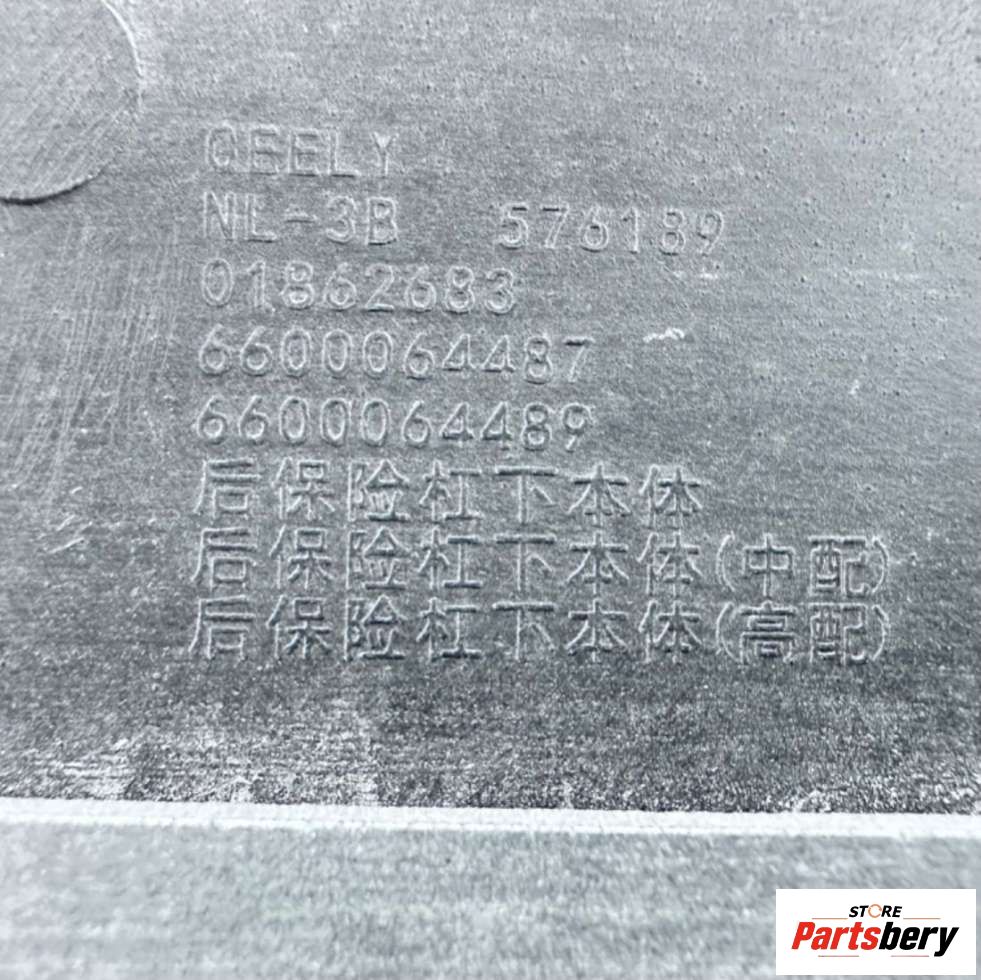 GEELY
NL-3B 576189
01862683
6600064487
6600064489
后保险杠下本体
后保险杠下本体(中配)
后保险杠下本体(高配)
STORE
Partsbery